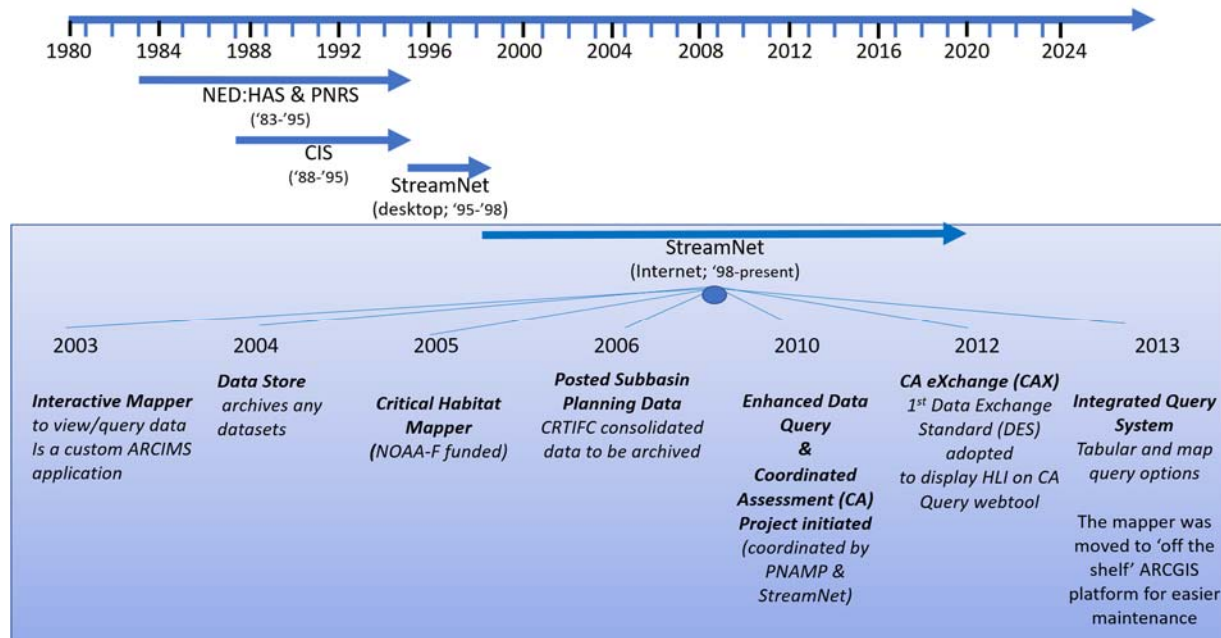 1980 1984 1988 1992 1996 2000 2004 2008 2012 2016 2020 2024
NED:HAS & PNRS
(‘83-’95)
CIS
(‘88-’95)
StreamNet
(desktop; ‘95-’98)
StreamNet
(Internet; ‘98-present)
2003
Interactive Mapper
to view/query data
Is a custom ARCIMS
application
2004
Data Store
archives any
datasets
2005
Critical Habitat
Mapper
(NOAA-F funded)
2006
Posted Subbasin
Planning Data
CRTIFC consolidated
data to be archived
2010
Enhanced Data
Query
&
Coordinated
Assessment (CA)
Project initiated
(coordinated by
PNAMP &
StreamNet)
2012
CA eXchange (CAX)
1st Data Exchange
Standard (DES)
adopted
to display HLI on CA
Query webtool
2013
Integrated Query
System
Tabular and map
query options
The mapper was
moved to ‘off the
shelf’ ARCGIS
platform for easier
maintenance